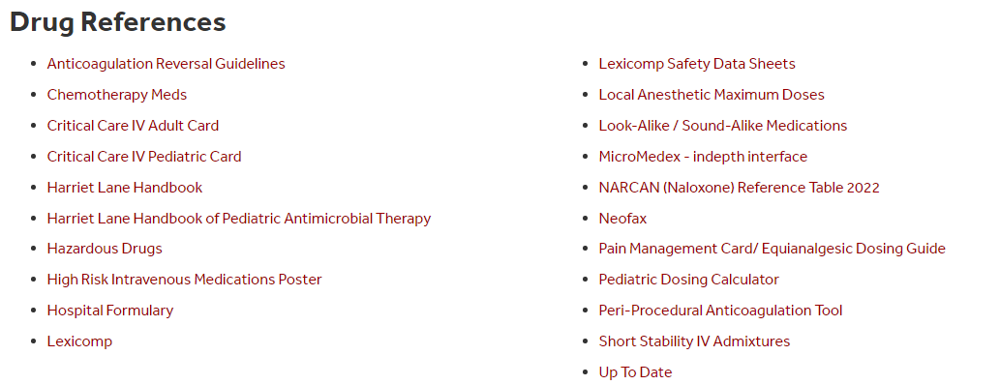 Drug References
Anticoagulation Reversal Guidelines
Chemotherapy Meds
Critical Care IV Adult Card
Critical Care IV Pediatric Card
Harriet Lane Handbook
Harriet Lane Handbook of Pediatric Antimicrobial Therapy
Hazardous Drugs
High Risk Intravenous Medications Poster
Hospital Formulary
Lexicomp
Lexicomp Safety Data Sheets
Local Anesthetic Maximum Doses
Look-Alike / Sound-Alike Medications
MicroMedex - indepth interface
NARCAN (Naloxone) Reference Table 2022
Neofax
Pain Management Card/ Equianalgesic Dosing Guide
Pediatric Dosing Calculator
Peri-Procedural Anticoagulation Tool
Short Stability IV Admixtures
Up To Date